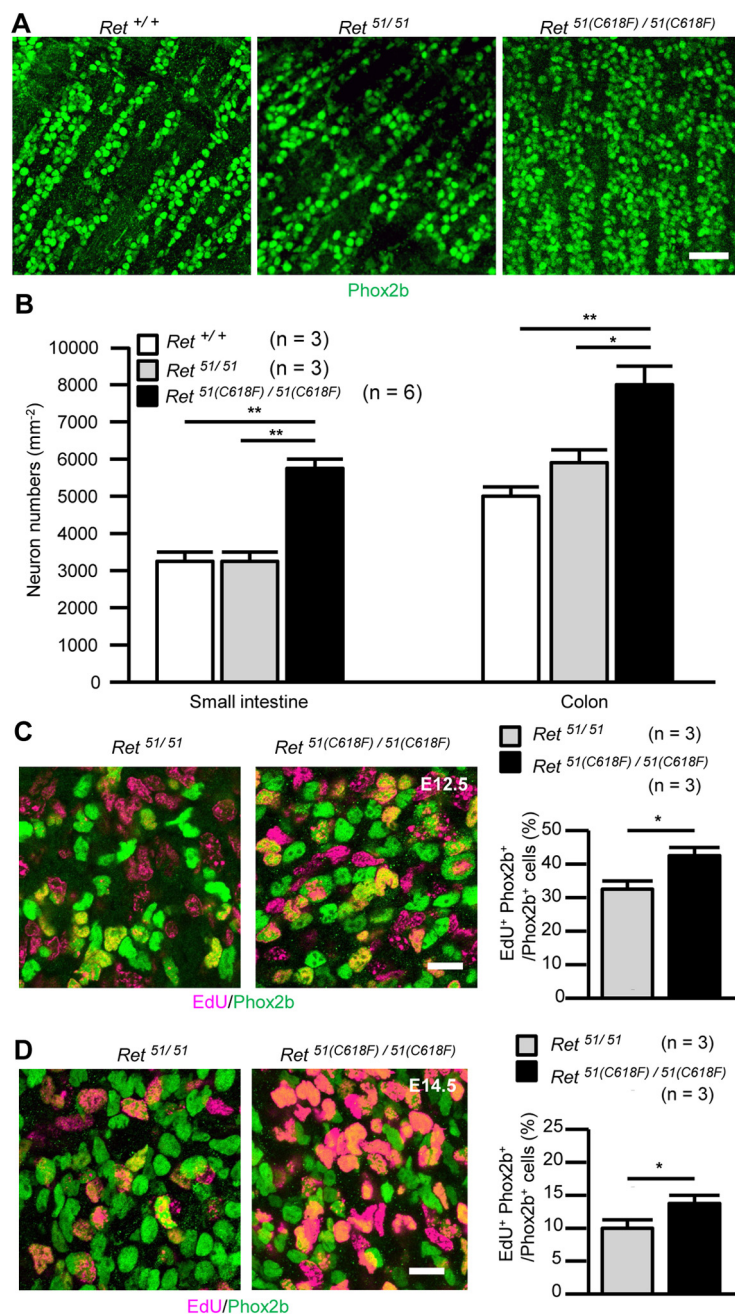 A
Ret +/+
Ret 51/51
Ret 51(C618F) / 51(C618F)
Phox2b
B
Ret +/+ (n = 3)
Ret 51/51 (n = 3)
Ret 51(C618F) / 51(C618F) (n = 6)
Neuron numbers (mm-2)
10000
9000
8000
7000
6000
5000
4000
3000
2000
1000
0
**
**
**
*
Small intestine
Colon
C
Ret 51/51
Ret 51(C618F) / 51(C618F)
E12.5
EdU/Phox2b
Ret 51/51 (n = 3)
Ret 51(C618F) / 51(C618F)
(n = 3)
EdU+ Phox2b+
/Phox2b+ cells (%)
50
40
30
20
10
0
*
D
Ret 51/51
Ret 51(C618F) / 51(C618F)
E14.5
EdU/Phox2b
Ret 51/51 (n = 3)
Ret 51(C618F) / 51(C618F)
(n = 3)
EdU+ Phox2b+
/Phox2b+ cells (%)
25
20
15
10
5
0
*